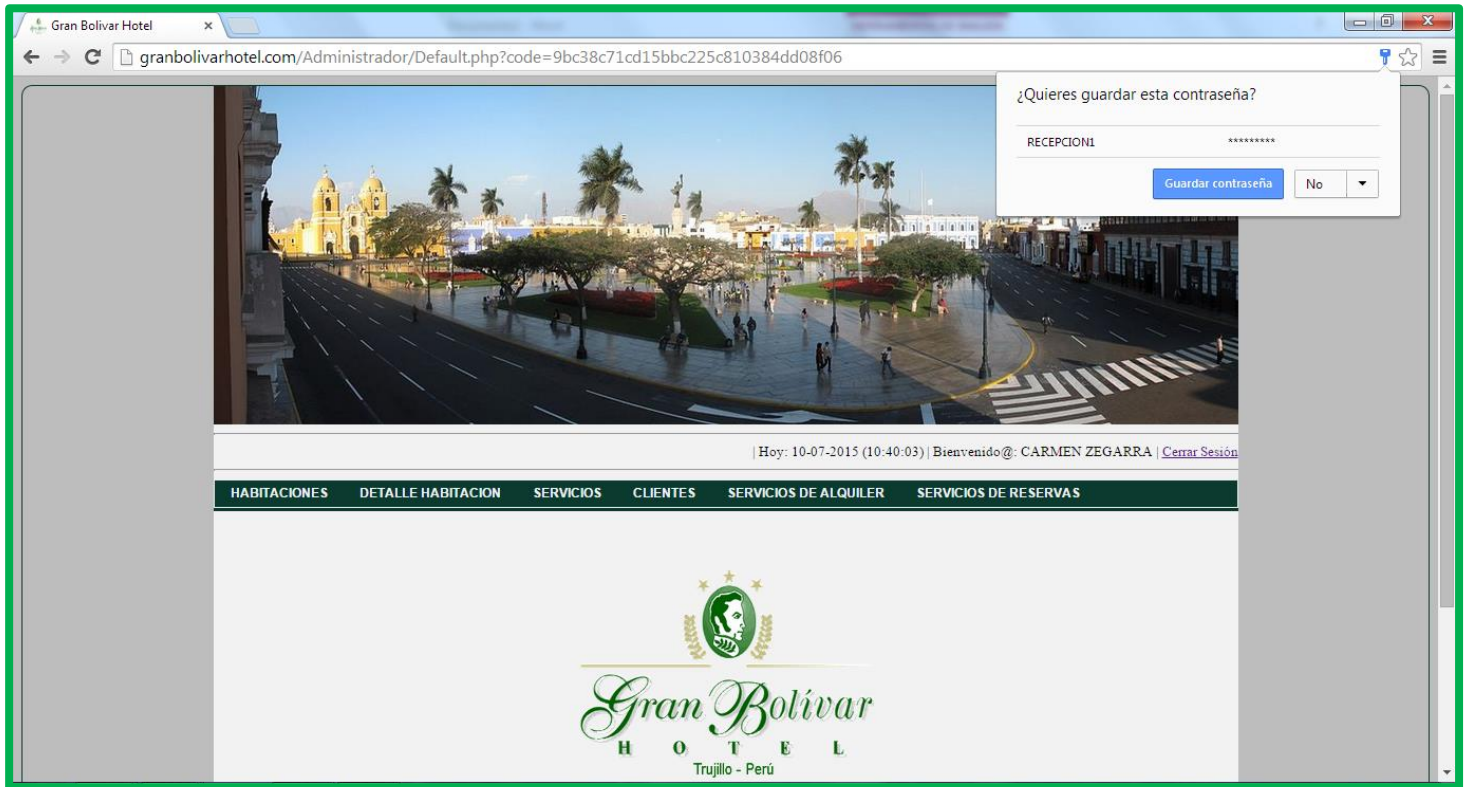 Gran Bolivar Hotel
granbolivarhotel.com/Administrador/Default.php?code=9bc38c71cd15bbc225c810384dd08f06
¿Quieres guardar esta contraseña?
RECEPCION1 *********
Guardar contraseña No
| Hoy: 10-07-2015 (10:40:03) | Bienvenido@: CARMEN ZEGARRA | Cerrar Sesión
HABITACIONES DETALLE HABITACION SERVICIOS CLIENTES SERVICIOS DE ALQUILER SERVICIOS DE RESERVAS
Gran Bolívar
HOTEL
Trujillo - Perú